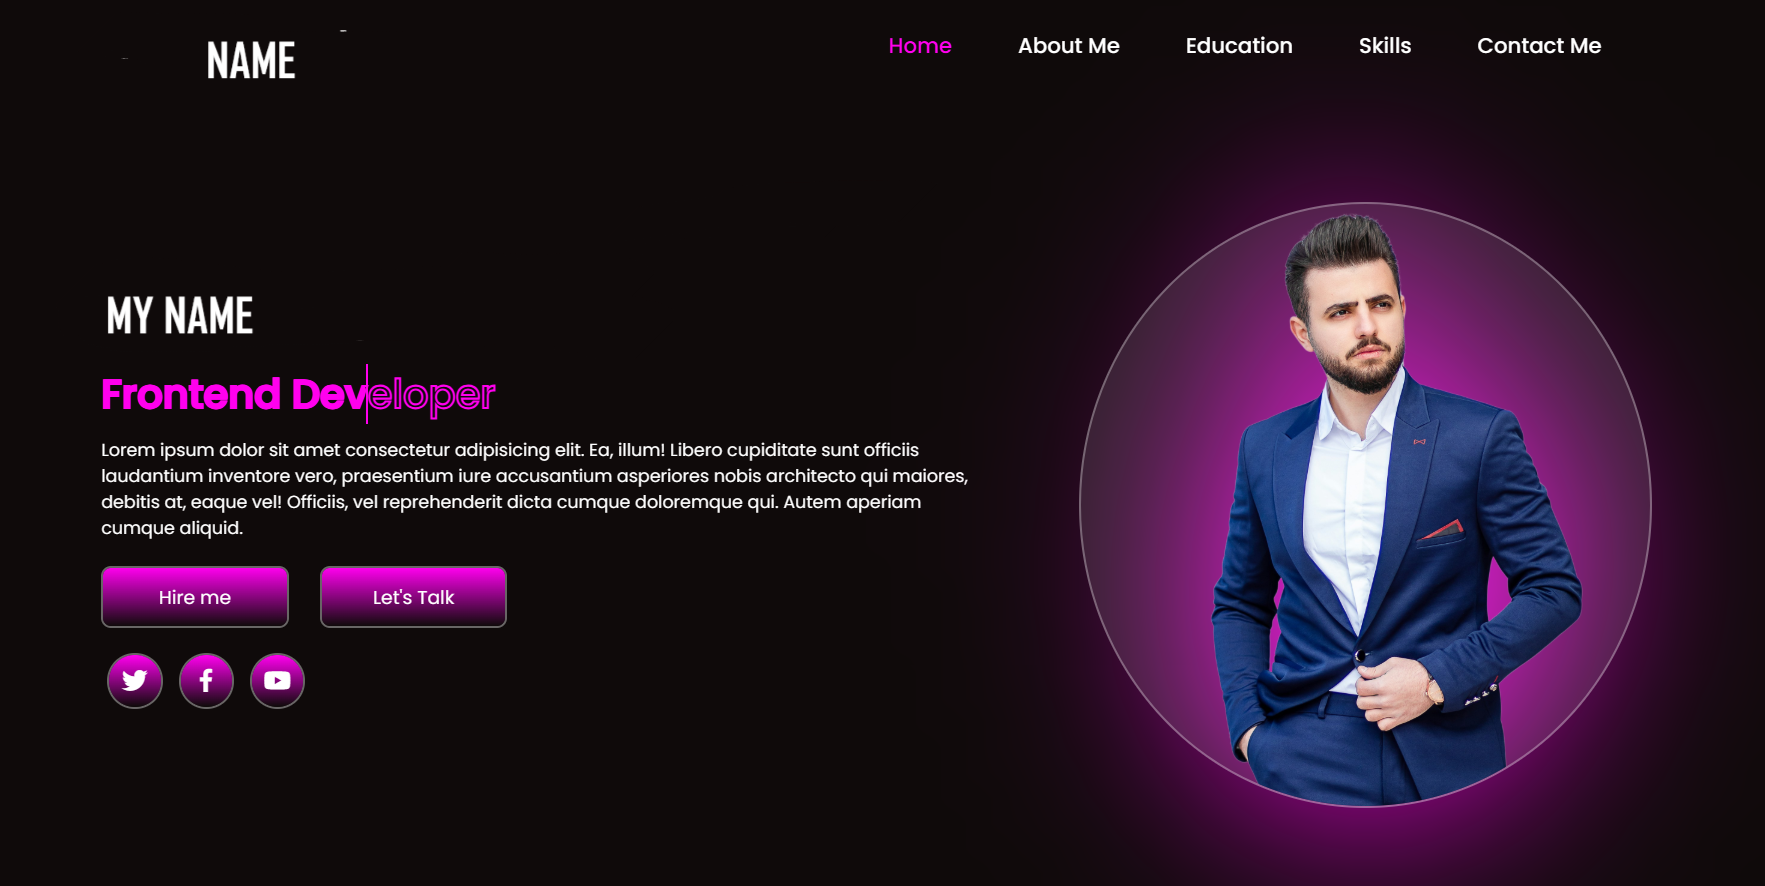 NAME
Home About Me Education Skills Contact Me
MY NAME
Frontend Developer
Lorem ipsum dolor sit amet consectetur adipisicing elit. Ea, illum! Libero cupiditate sunt officiis
laudantium inventore vero, praesentium iure accusantium asperiores nobis architecto qui maiores,
debitis at, eaque vel! Officiis, vel reprehenderit dicta cumque doloremque qui. Autem aperiam
cumque aliquid.
Hire me Let's Talk